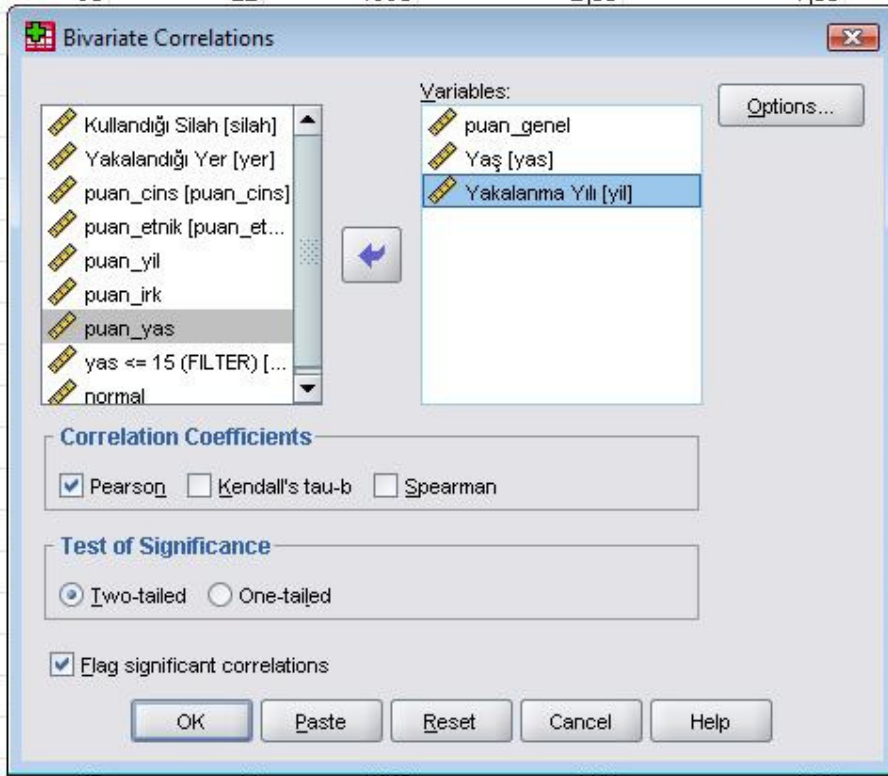 Bivariate Correlations
Kullandığı Silah [silah]
Yakalandığı Yer [yer]
puan_cins [puan_cins]
puan_etnik [puan_et...
puan_yil
puan_irk
puan_yas
yas <= 15 (FILTER) [...
normal
Variables:
puan_genel
Yaş [yas]
Yakalanma Yılı [yil]
Options...
Correlation Coefficients
Pearson Kendall's tau-b Spearman
Test of Significance
Two-tailed One-tailed
Flag significant correlations
OK Paste Reset Cancel Help